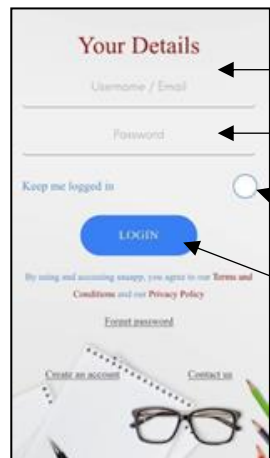 Your Details
Username / Email
Password
Keep me logged in
LOGIN
By using and accessing snaapp, you agree to our Terms and
Conditions and our Privacy Policy
Forget password
Create an account
Contact us